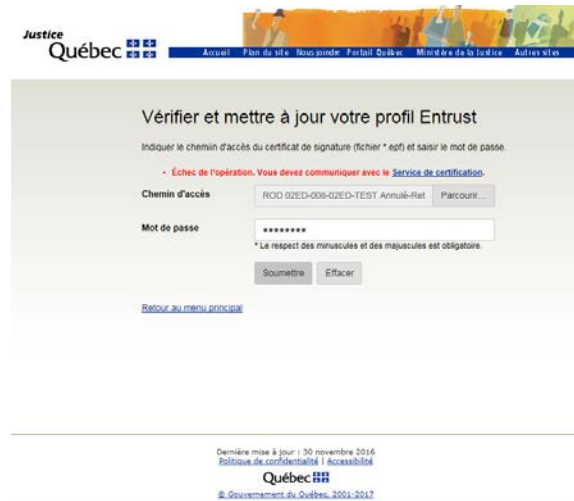 Justice
Québec
Accueil Plan du site Nous joindre Portail Québec Ministère de la Justice Autres sites
Vérifier et mettre à jour votre profil Entrust
Indiquer le chemin d'accès du certificat de signature (fichier *.epf) et saisir le mot de passe.
• Échec de l'opération. Vous devez communiquer avec le Service de certification.
Chemin d'accès ROD 02ED-008-02ED-TEST Annulé-Ret Parcourir...
Mot de passe ••••••••
* Le respect des minuscules et des majuscules est obligatoire.
Soumettre Effacer
Retour au menu principal
Dernière mise à jour : 30 novembre 2016
Politique de confidentialité | Accessibilité
Québec
© Gouvernement du Québec, 2001-2017